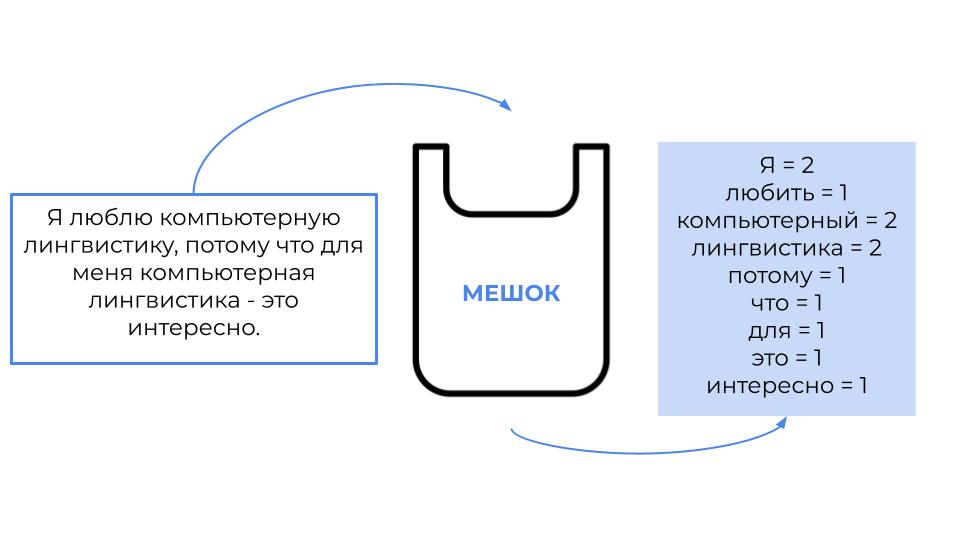 Я люблю компьютерную
лингвистику, потому что для
меня компьютерная
лингвистика - это
интересно.
МЕШОК
Я = 2
любить = 1
компьютерный = 2
лингвистика = 2
потому = 1
что = 1
для = 1
это = 1
интересно = 1